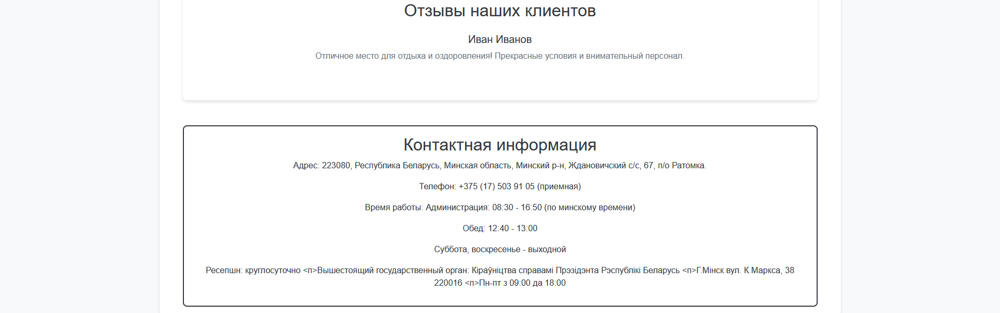 Отзывы наших клиентов
Иван Иванов
Отличное место для отдыха и оздоровления! Прекрасные условия и внимательный персонал.
Контактная информация
Адрес: 223080, Республика Беларусь, Минская область, Минский р-н, Ждановичский с/с, 67, п/о Ратомка.
Телефон: +375 (17) 503 91 05 (приемная)
Время работы: Администрация: 08:30 - 16:50 (по минскому времени)
Обед: 12:40 - 13:00
Суббота, воскресенье - выходной
Ресепшн: круглосуточно <п>Вышестоящий государственный орган: Кіраўніцтва справамі Прэзідэнта Рэспублікі Беларусь <п>Г.Мінск вул. К.Маркса, 38
220016 <п>Пн-пт з 09:00 да 18:00